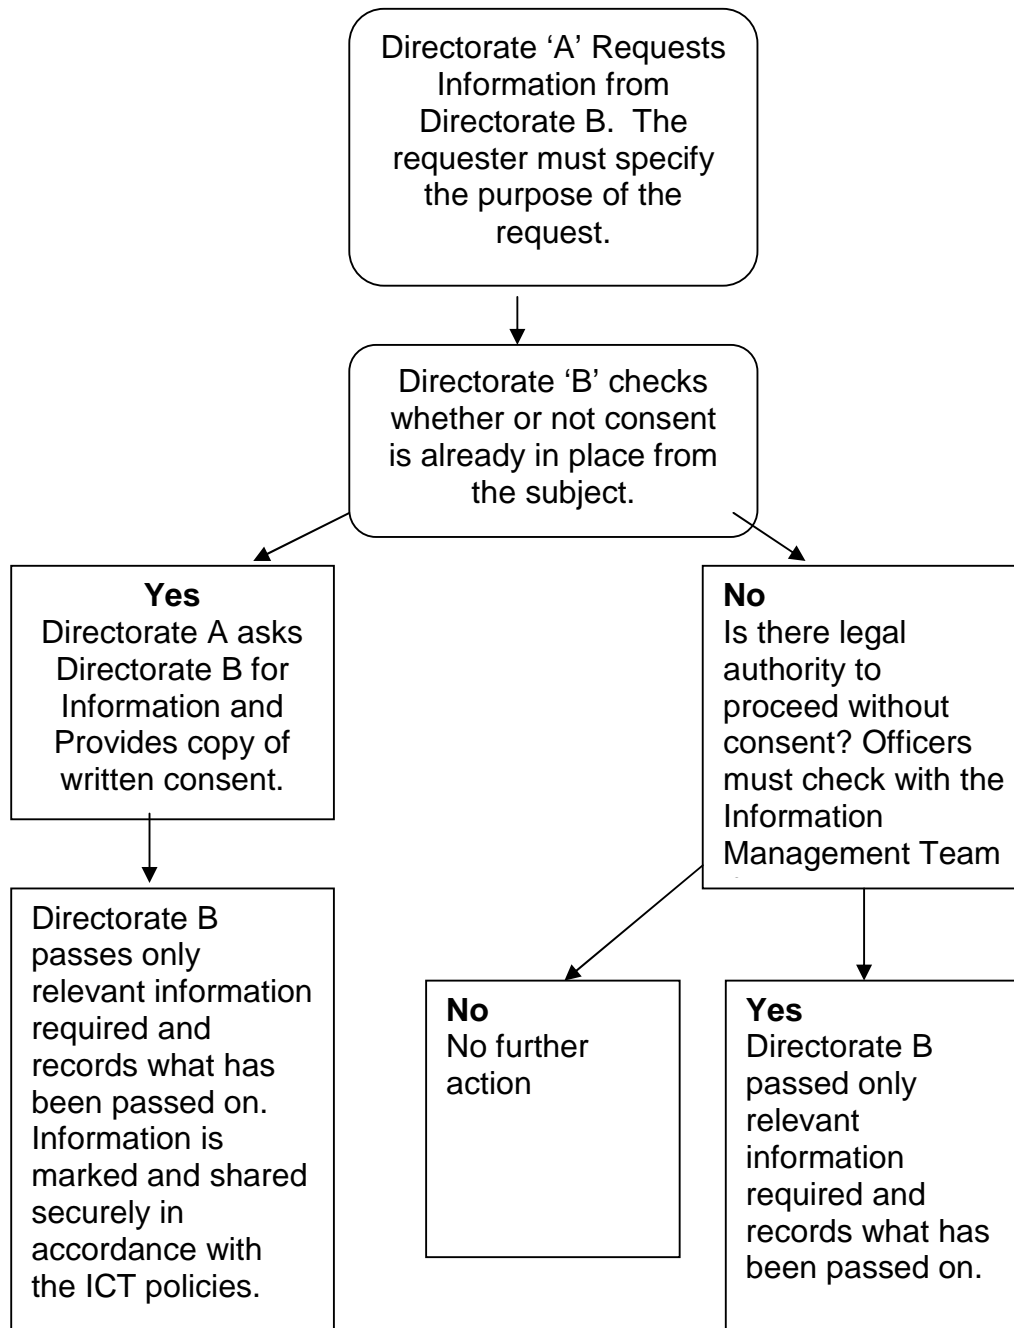 Directorate ‘A’ Requests
Information from
Directorate B.  The
requester must specify
the purpose of the
request.
Directorate ‘B’ checks
whether or not consent
is already in place from
the subject.
Yes
Directorate A asks
Directorate B for
Information and
Provides copy of
written consent.
No
Is there legal
authority to
proceed without
consent? Officers
must check with the
Information
Management Team
Directorate B
passes only
relevant information
required and
records what has
been passed on.
Information is
marked and shared
securely in
accordance with
the ICT policies.
No
No further
action
Yes
Directorate B
passed only
relevant
information
required and
records what has
been passed on.